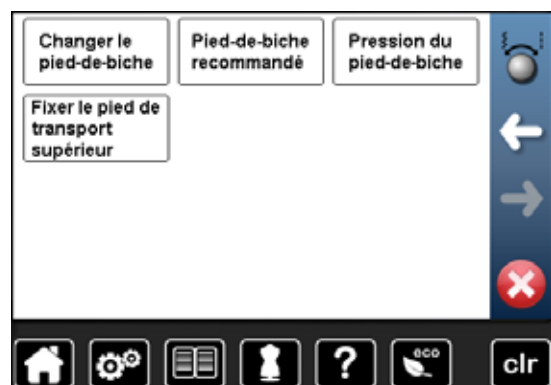 Changer le
pied-de-biche
Pied-de-biche
recommandé
Pression du
pied-de-biche
Fixer le pied de
transport
supérieur
?
eco
clr